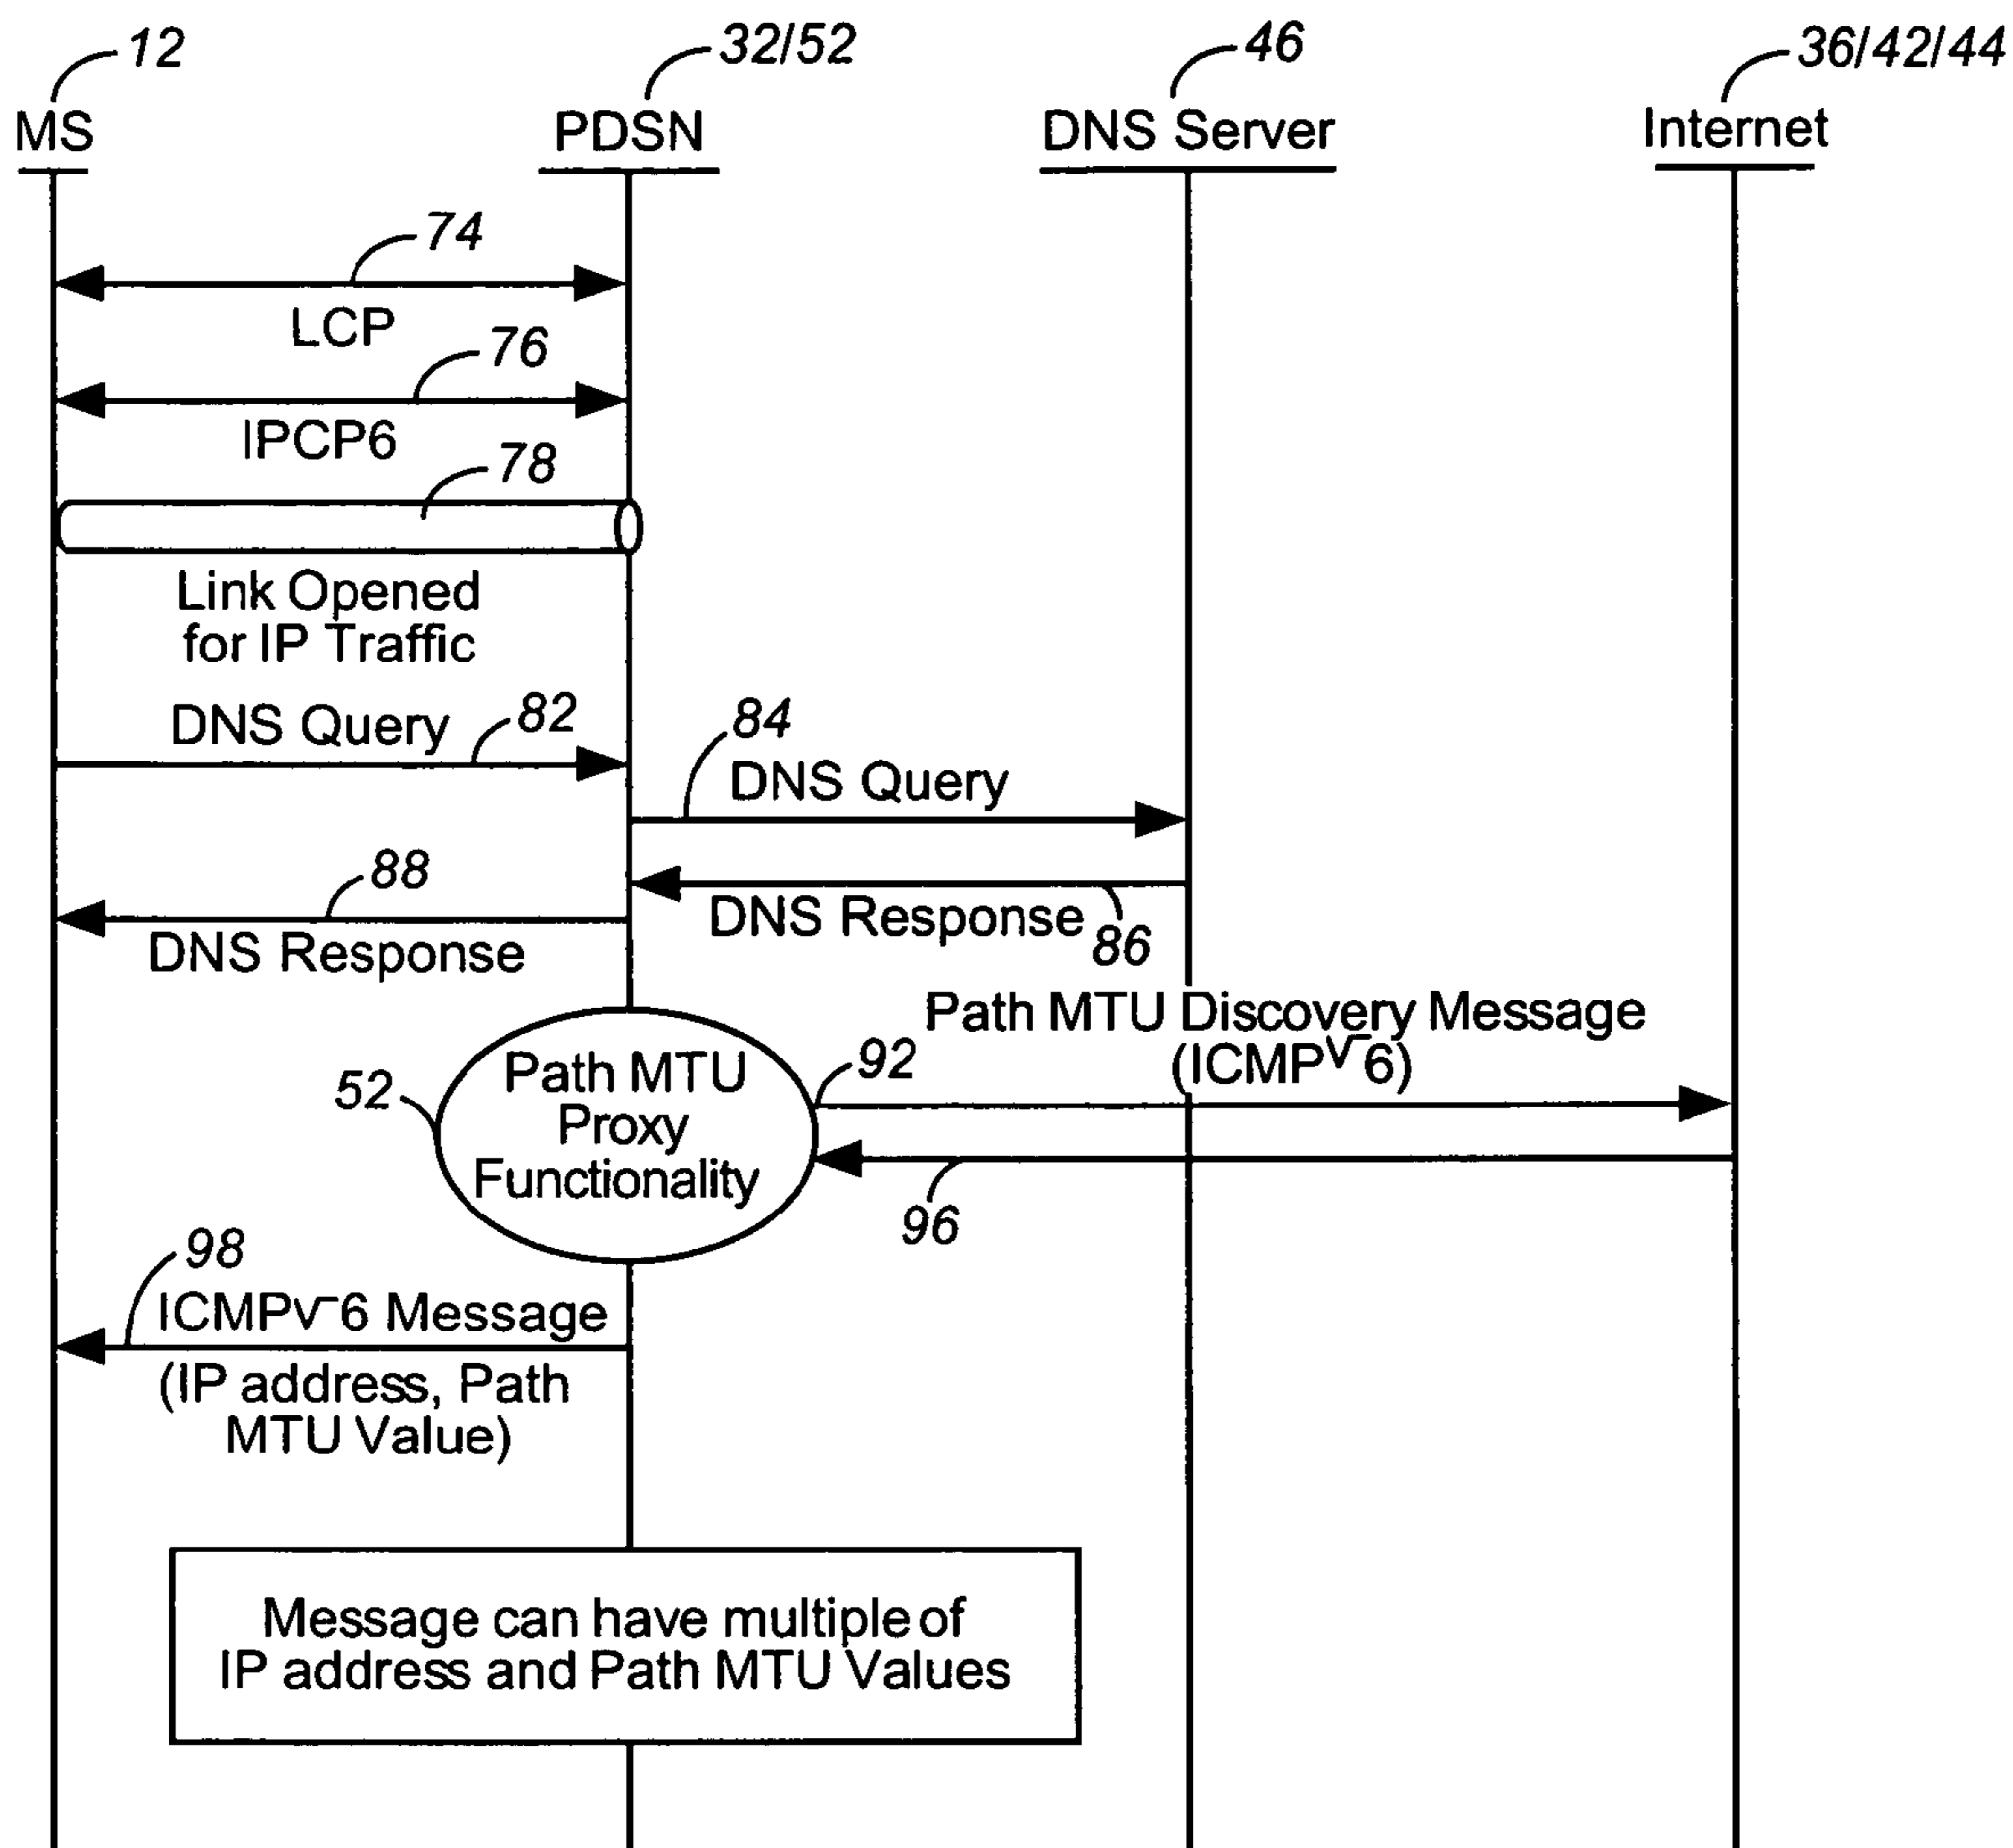 12
32/52
46
36/42/44
MS
PDSN
DNS Server
Internet
74
LCP
76
IPCP6
78
Link Opened
for IP Traffic
DNS Query
82
84
DNS Query
88
DNS Response
DNS Response
86
Path MTU Discovery Message
(ICMPV6)
52
Path MTU
Proxy
Functionality
92
96
98
ICMPv6 Message
(IP address, Path
MTU Value)
Message can have multiple of
IP address and Path MTU Values